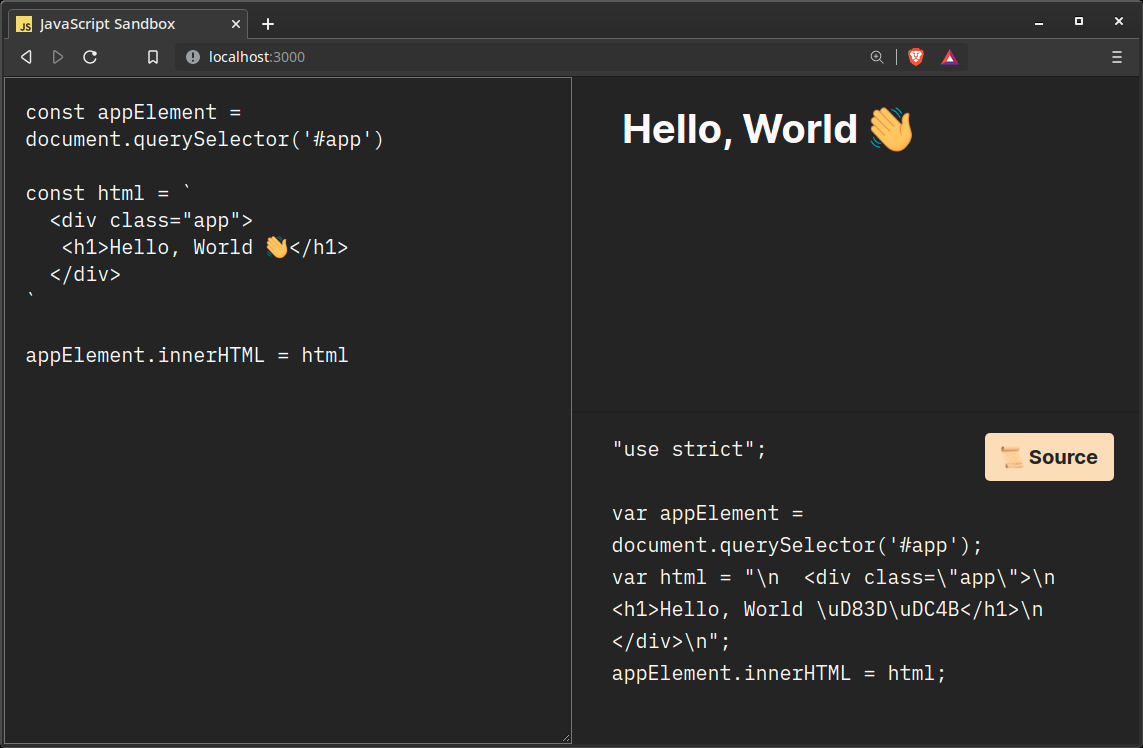 JavaScript Sandbox
localhost:3000
const appElement =
document.querySelector('#app')
const html = `
  <div class="app">
   <h1>Hello, World 👋</h1>
  </div>
`
appElement.innerHTML = html
Hello, World 👋
"use strict";
📜 Source
var appElement =
document.querySelector('#app');
var html = "\n  <div class=\"app\">\n
<h1>Hello, World \uD83D\uDC4B</h1>\n
</div>\n";
appElement.innerHTML = html;